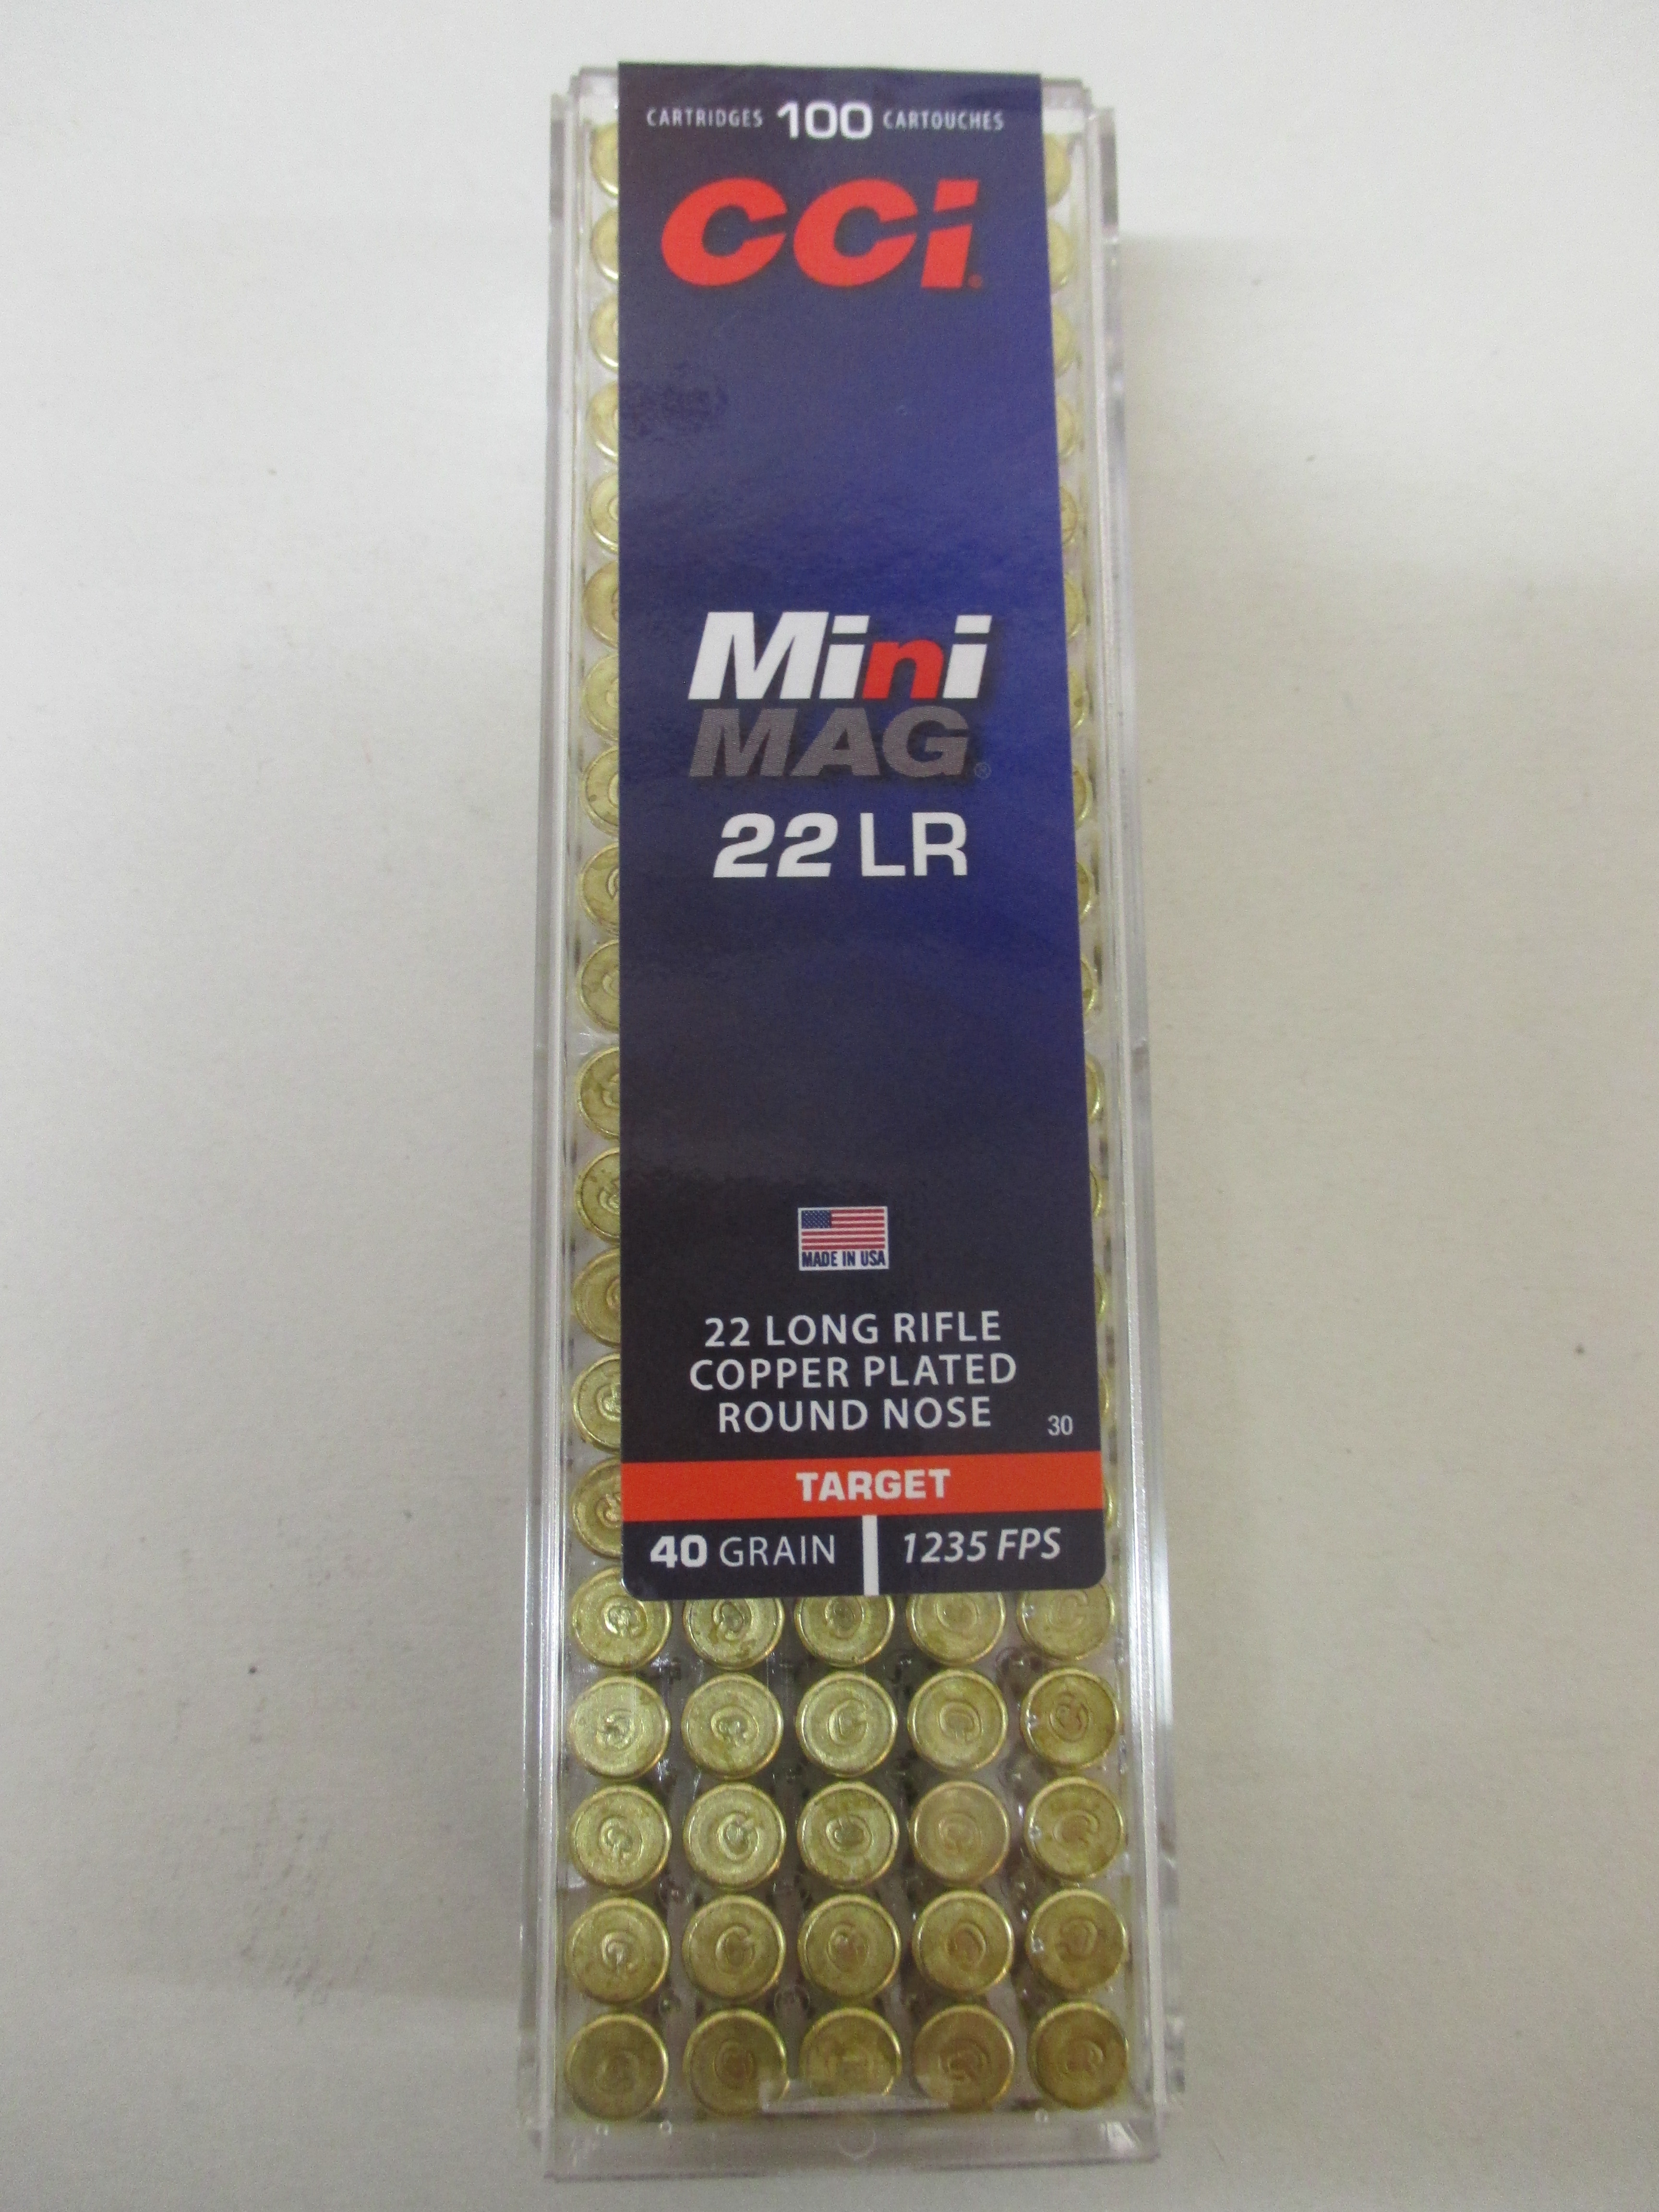 CARTRIDGES 100 CARTOUCHES
CCI®
Mini
MAG®
22 LR
MADE IN USA
22 LONG RIFLE
COPPER PLATED
ROUND NOSE
30
TARGET
40 GRAIN 1235 FPS